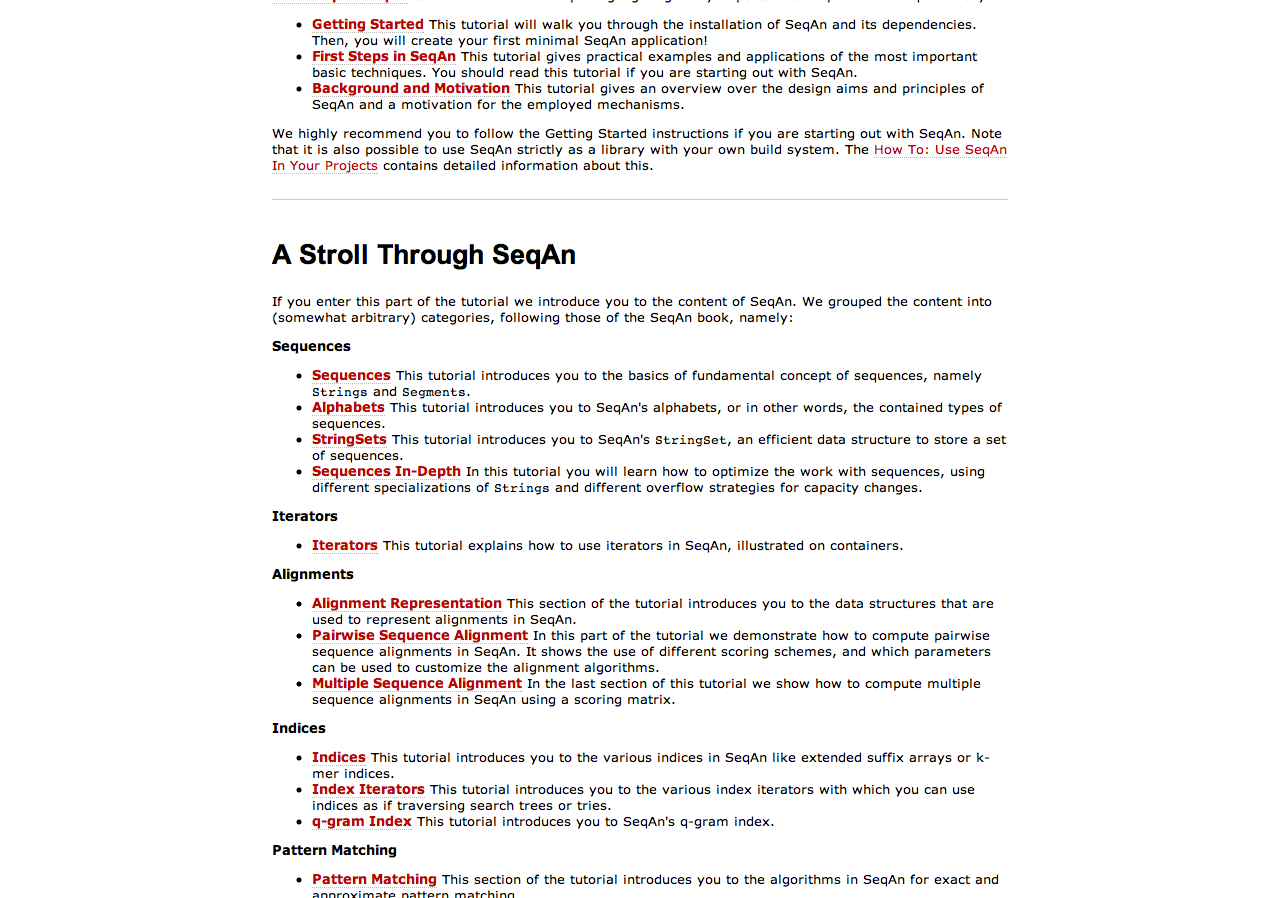 Getting Started This tutorial will walk you through the installation of SeqAn and its dependencies.
Then, you will create your first minimal SeqAn application!
First Steps in SeqAn This tutorial gives practical examples and applications of the most important
basic techniques. You should read this tutorial if you are starting out with SeqAn.
Background and Motivation This tutorial gives an overview over the design aims and principles of
SeqAn and a motivation for the employed mechanisms.
We highly recommend you to follow the Getting Started instructions if you are starting out with SeqAn. Note
that it is also possible to use SeqAn strictly as a library with your own build system. The How To: Use SeqAn
In Your Projects contains detailed information about this.
A Stroll Through SeqAn
If you enter this part of the tutorial we introduce you to the content of SeqAn. We grouped the content into
(somewhat arbitrary) categories, following those of the SeqAn book, namely:
Sequences
Sequences This tutorial introduces you to the basics of fundamental concept of sequences, namely
Strings and Segments.
Alphabets This tutorial introduces you to SeqAn's alphabets, or in other words, the contained types of
sequences.
StringSets This tutorial introduces you to SeqAn's StringSet, an efficient data structure to store a set
of sequences.
Sequences In-Depth In this tutorial you will learn how to optimize the work with sequences, using
different specializations of Strings and different overflow strategies for capacity changes.
Iterators
Iterators This tutorial explains how to use iterators in SeqAn, illustrated on containers.
Alignments
Alignment Representation This section of the tutorial introduces you to the data structures that are
used to represent alignments in SeqAn.
Pairwise Sequence Alignment In this part of the tutorial we demonstrate how to compute pairwise
sequence alignments in SeqAn. It shows the use of different scoring schemes, and which parameters
can be used to customize the alignment algorithms.
Multiple Sequence Alignment In the last section of this tutorial we show how to compute multiple
sequence alignments in SeqAn using a scoring matrix.
Indices
Indices This tutorial introduces you to the various indices in SeqAn like extended suffix arrays or k-
mer indices.
Index Iterators This tutorial introduces you to the various index iterators with which you can use
indices as if traversing search trees or tries.
q-gram Index This tutorial introduces you to SeqAn's q-gram index.
Pattern Matching
Pattern Matching This section of the tutorial introduces you to the algorithms in SeqAn for exact and
approximate pattern matching.